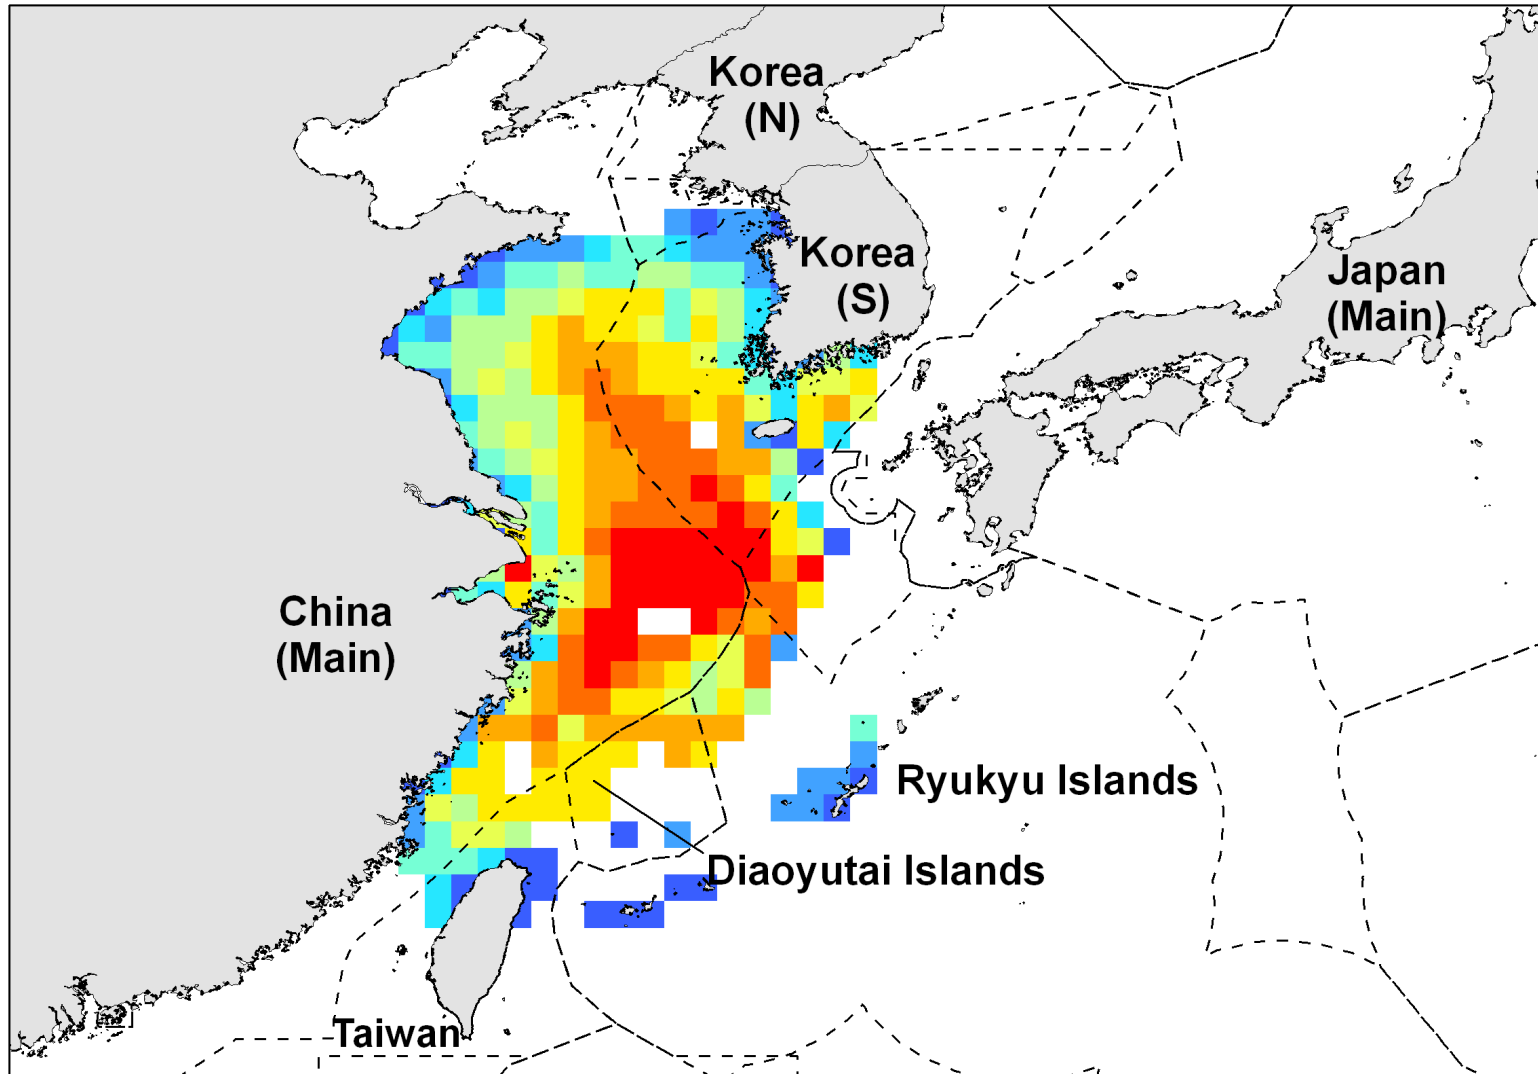 Korea
(N)
Korea
(S)
Japan
(Main)
China
(Main)
Ryukyu Islands
Diaoyutai Islands
Taiwan